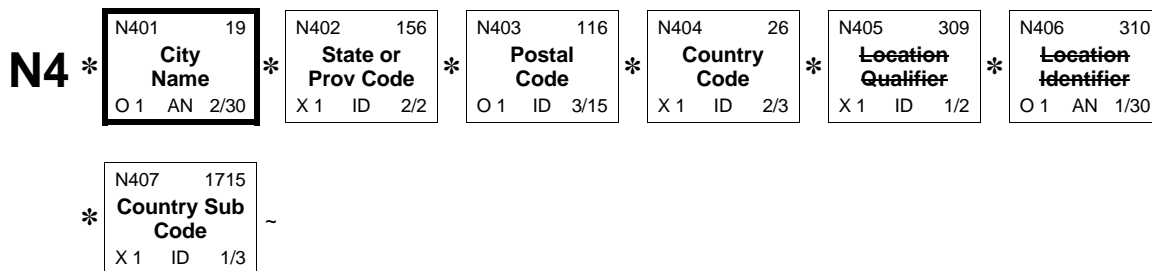 N401 19 N402 156 N403 116 N404 26 N405 309 N406 310
N4 * City Name * State or Prov Code * Postal Code * Country Code * Location Qualifier * Location Identifier
O 1 AN 2/30 X 1 ID 2/2 O 1 ID 3/15 X 1 ID 2/3 X 1 ID 1/2 O 1 AN 1/30
N407 1715
* Country Sub Code ~
X 1 ID 1/3